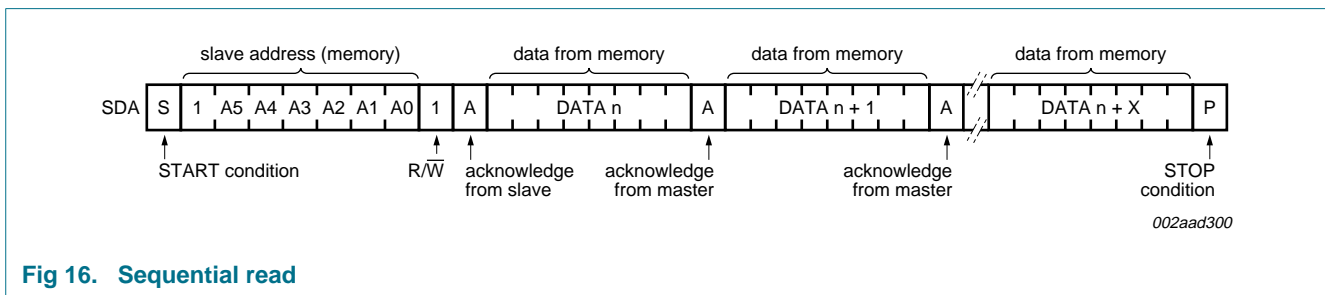 slave address (memory) data from memory data from memory data from memory
SDA S 1 A5 A4 A3 A2 A1 A0 1 A DATA n A DATA n + 1 A DATA n + X P
START condition R/W̅ acknowledge from slave acknowledge from master acknowledge from master STOP condition
002aad300
Fig 16. Sequential read